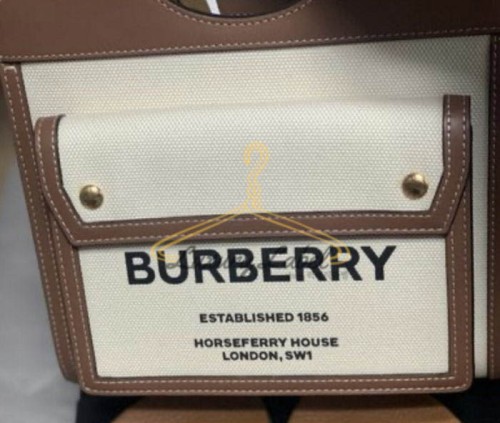 BURBERRY
ESTABLISHED 1856
HORSEFERRY HOUSE
LONDON, SW1